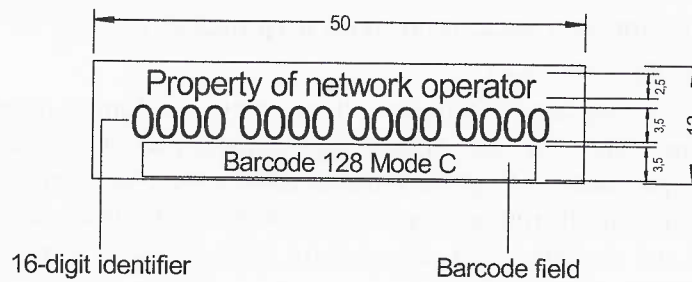 50
Property of network operator
2,5
0000 0000 0000 0000
3,5
Barcode 128 Mode C
3,5
16-digit identifier
Barcode field